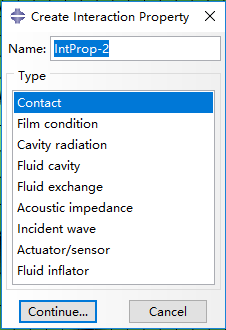 Create Interaction Property
Name: IntProp-2
Type
Contact
Film condition
Cavity radiation
Fluid cavity
Fluid exchange
Acoustic impedance
Incident wave
Actuator/sensor
Fluid inflator
Continue... Cancel